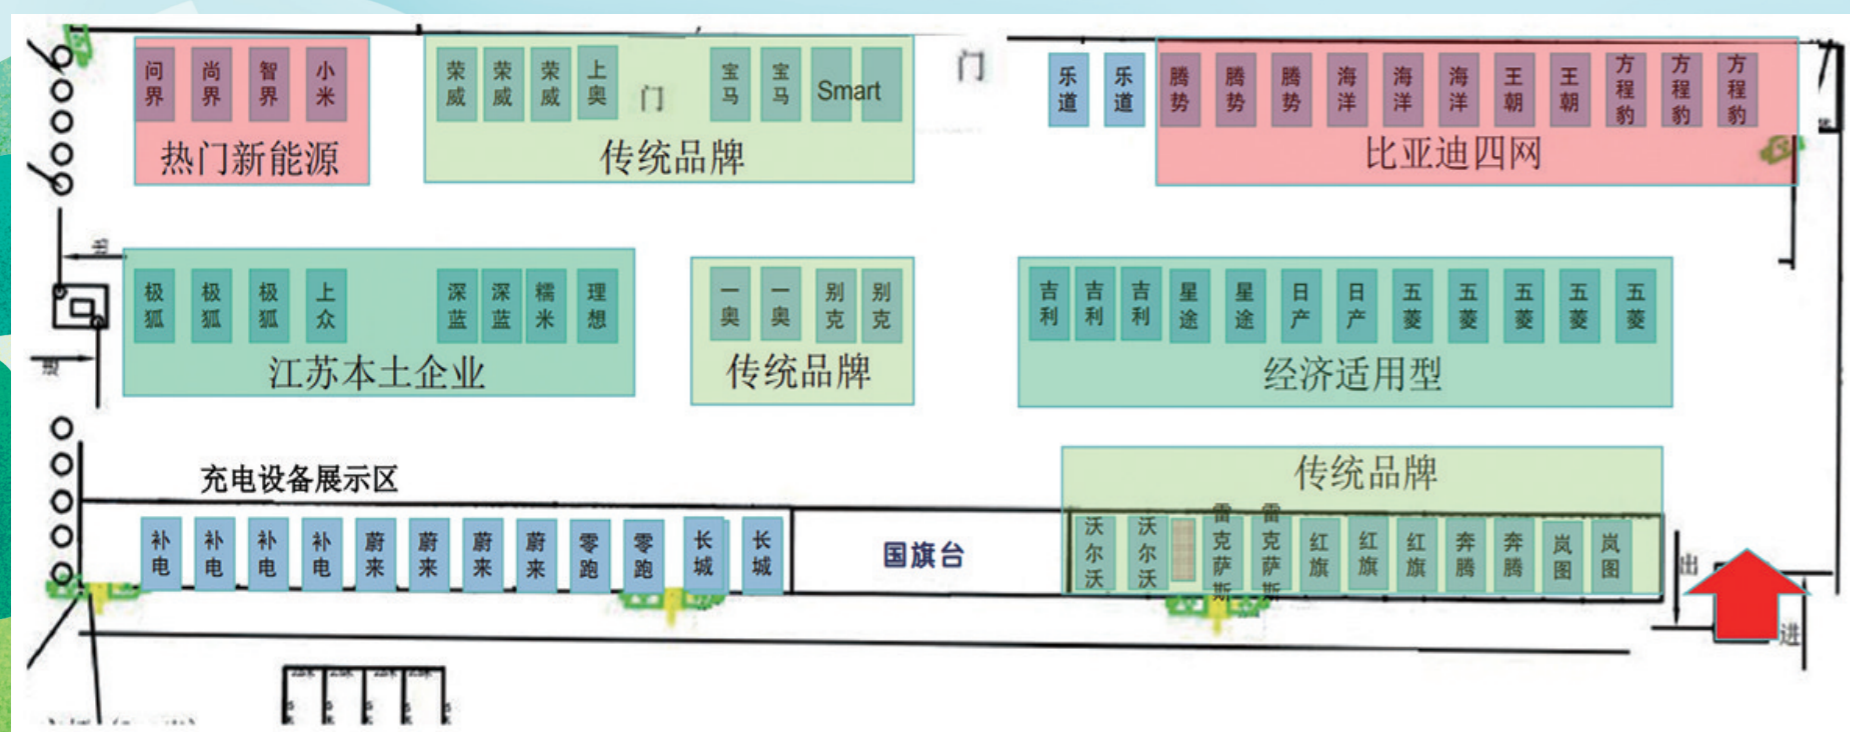 问界 尚界 智界 小米
热门新能源
荣威 荣威 荣威 上奥 门 宝马 宝马 Smart
传统品牌
门
乐道 乐道
腾势 腾势 腾势 海洋 海洋 海洋 王朝 王朝 方程豹 方程豹 方程豹
比亚迪四网
出
极狐 极狐 极狐 上众 深蓝 深蓝 糯米 理想
江苏本土企业
一奥 一奥 别克 别克
传统品牌
吉利 吉利 吉利 星途 星途 日产 日产 五菱 五菱 五菱 五菱 五菱
经济适用型
充电设备展示区
补电 补电 补电 补电 蔚来 蔚来 蔚来 蔚来 零跑 零跑 长城 长城
国旗台
传统品牌
沃尔沃 沃尔沃 雷克萨斯 雷克萨斯 红旗 红旗 红旗 奔腾 奔腾 岚图 岚图
出
进